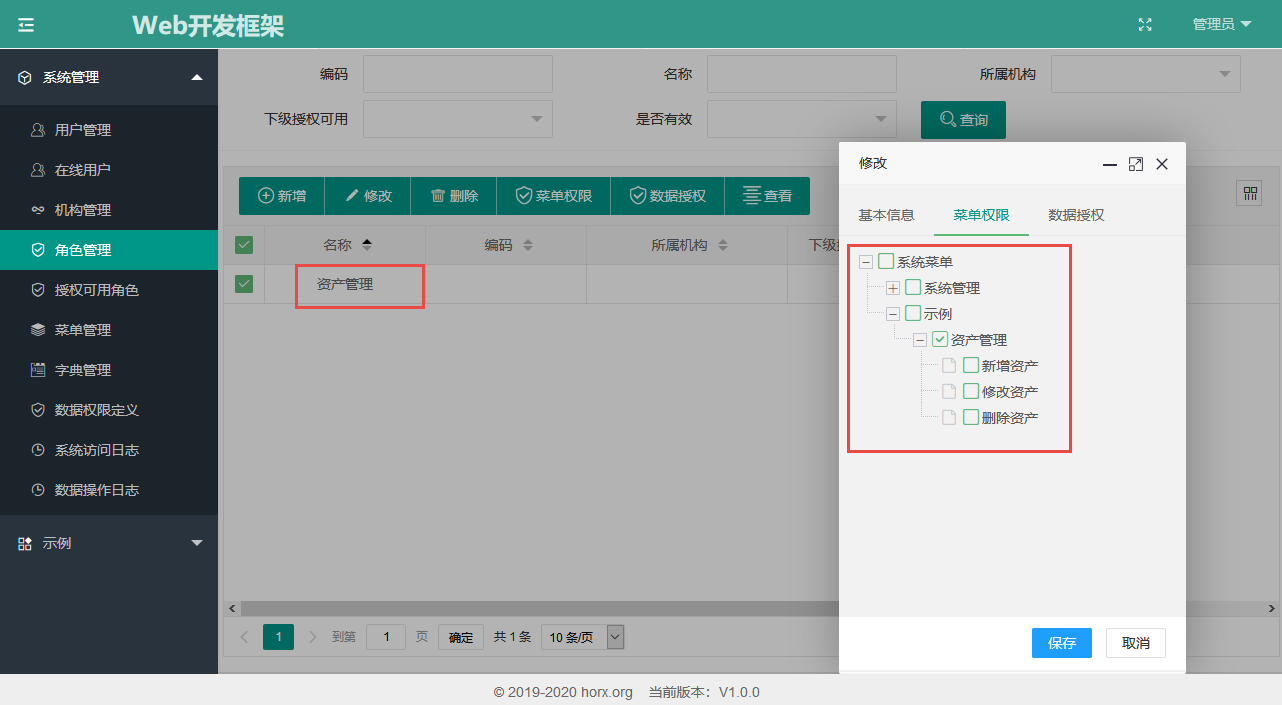 Web开发框架
管理员
系统管理
用户管理
在线用户
机构管理
角色管理
授权可用角色
菜单管理
字典管理
数据权限定义
系统访问日志
数据操作日志
示例
编码
名称
所属机构
下级授权可用
是否有效
查询
新增 修改 删除 菜单权限 数据授权 查看
名称 编码 所属机构 下级
资产管理
1 到第 1 页 确定 共 1 条 10 条/页
修改
基本信息 菜单权限 数据授权
系统菜单
系统管理
示例
资产管理
新增资产
修改资产
删除资产
保存 取消
© 2019-2020 horx.org 当前版本：V1.0.0